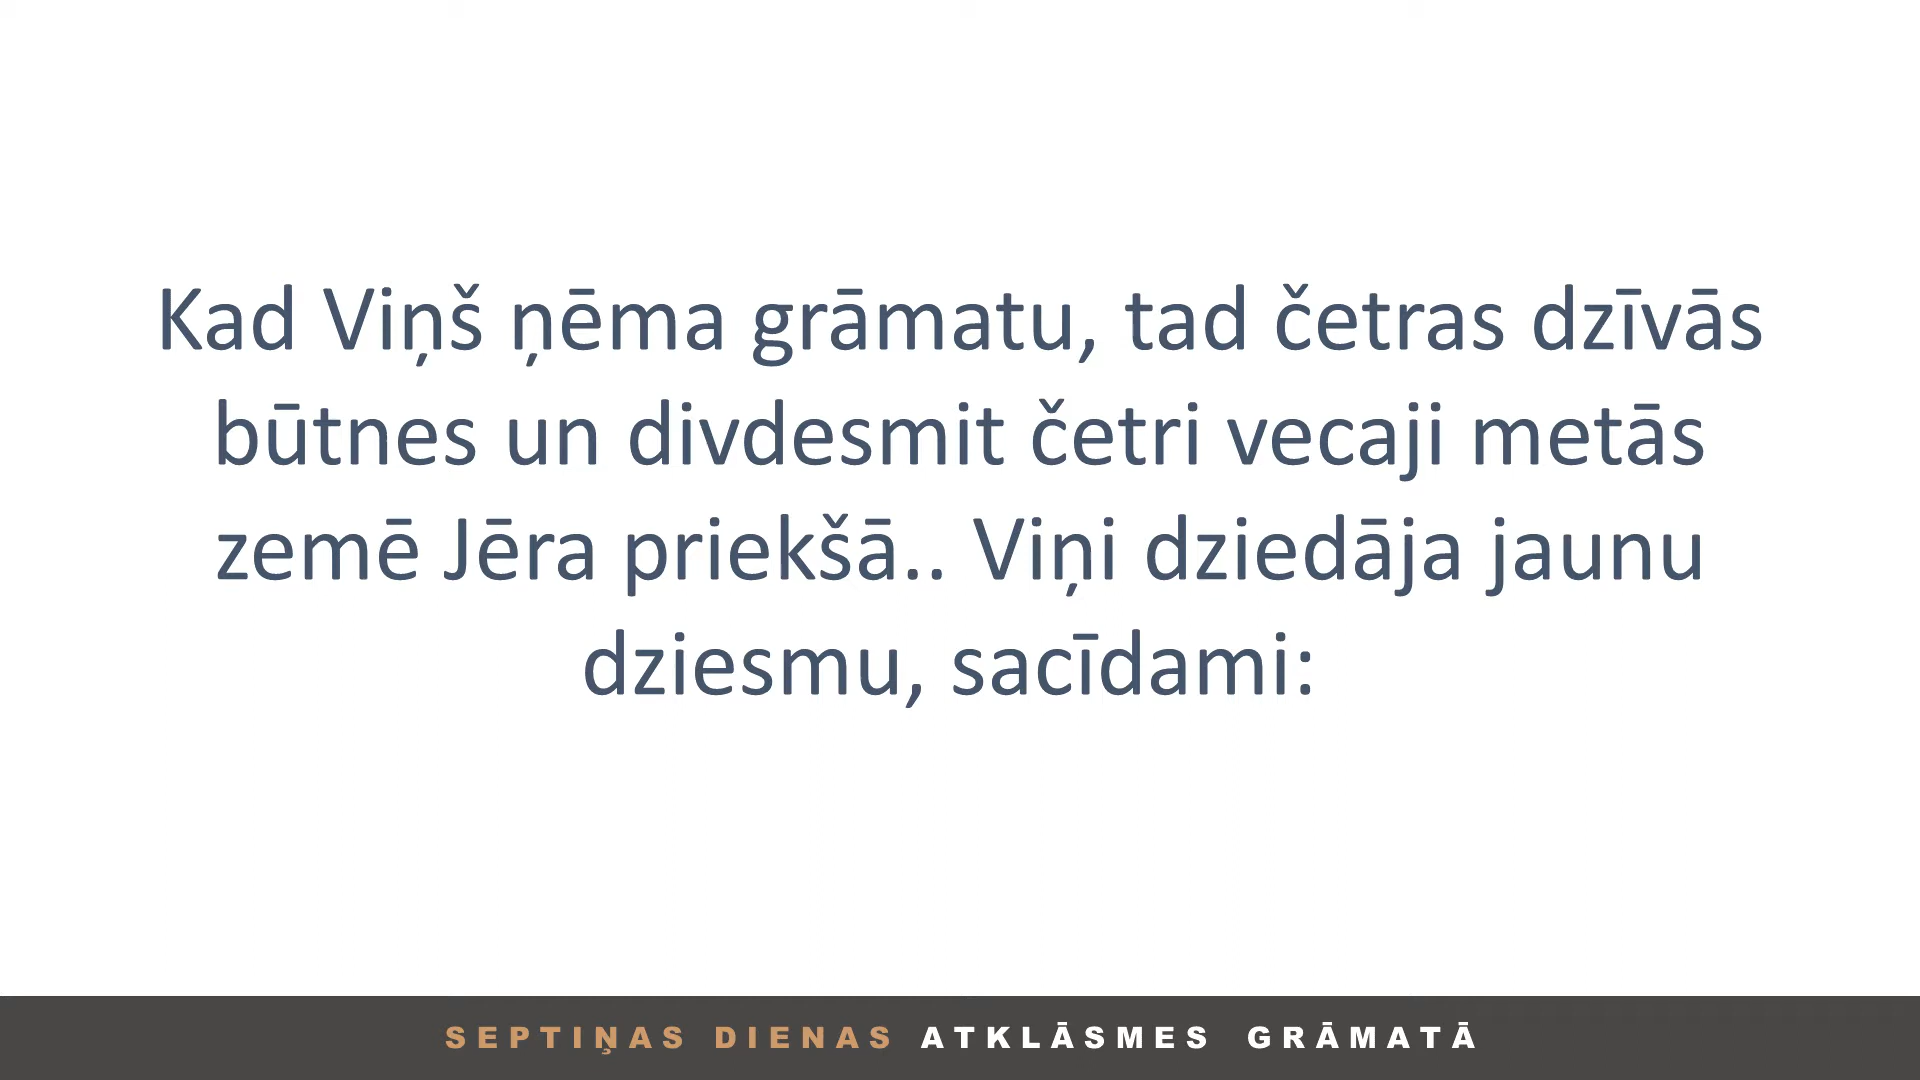 Kad Viņš ņēma grāmatu, tad četras dzīvās
būtnes un divdesmit četri vecaji metās
zemē Jēra priekšā.. Viņi dziedāja jaunu
dziesmu, sacīdami:
SEPTIŅAS DIENAS ATKLĀSMES GRĀMATĀ